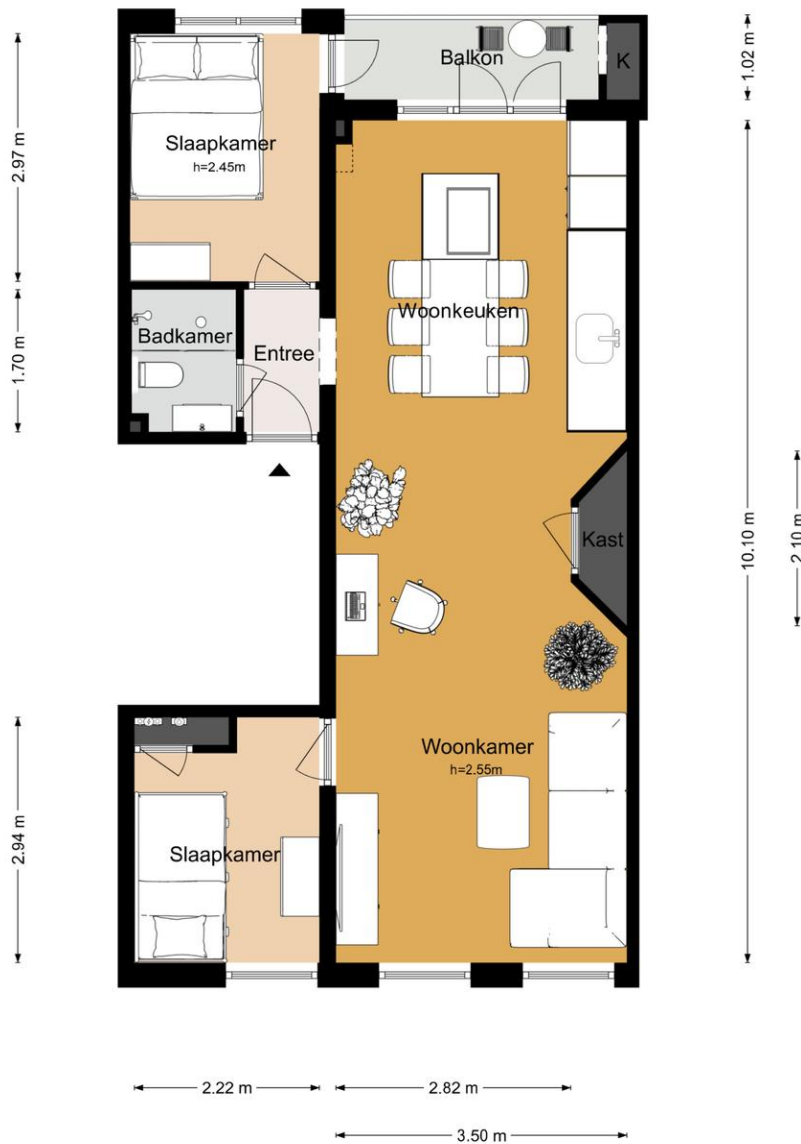 Balkon
K
1.02 m
Slaapkamer
h=2.45m
2.97 m
Woonkeuken
Badkamer
Entree
1.70 m
10.10 m
2.10 m
Kast
Woonkamer
h=2.55m
Slaapkamer
2.94 m
2.22 m
2.82 m
3.50 m